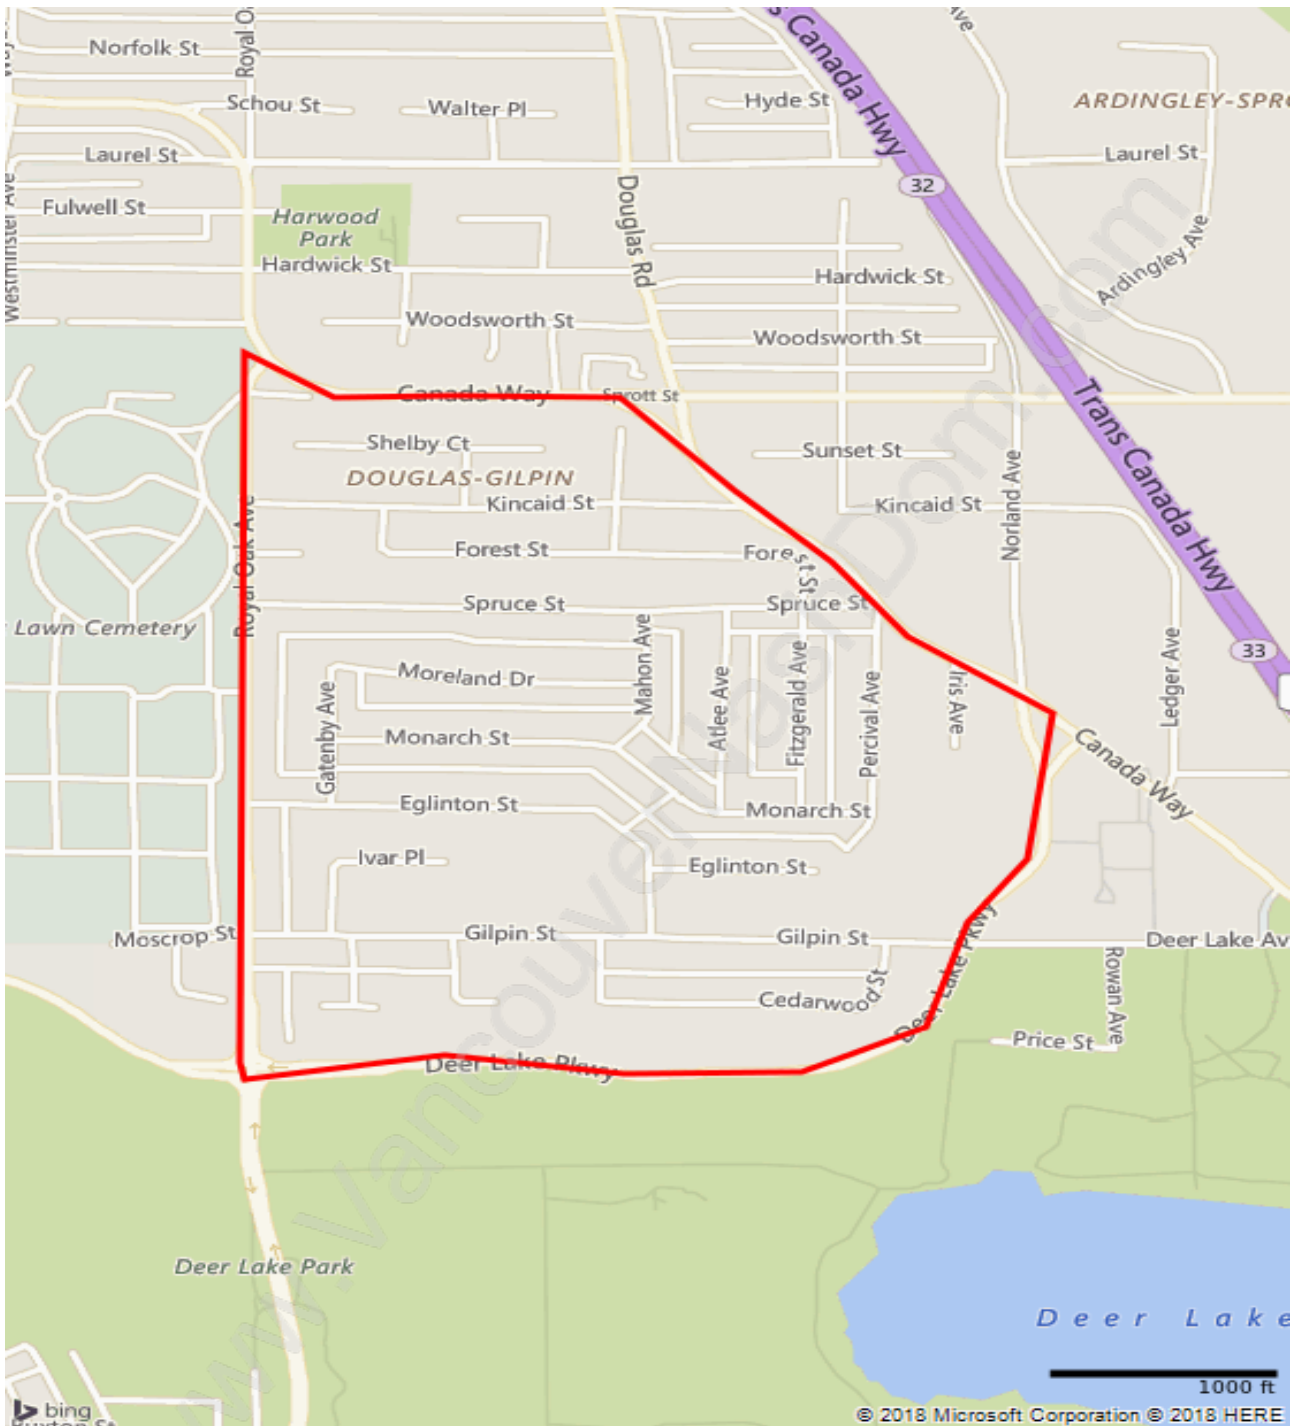 Trans Canada Hwy
Norfolk St
Royal Oa
Ave
Schou St
Walter Pl
Hyde St
ARDINGLEY-SPRO
Laurel St
Laurel St
Westminster Ave
Fulwell St
Harwood
Park
Douglas Rd
32
Hardwick St
Hardwick St
Ardingley Ave
Woodsworth St
Woodsworth St
Canada Way
Sprott St
Trans Canada Hwy
Shelby Ct
Sunset St
DOUGLAS-GILPIN
Kincaid St
Kincaid St
Norland Ave
Royal Oak Ave
Forest St
Forest St
Spruce St
Spruce St
Lawn Cemetery
Mahon Ave
33
Moreland Dr
Gatenby Ave
Atlee Ave
Fitzgerald Ave
Percival Ave
Iris Ave
Ledger Ave
Monarch St
Canada Way
Eglinton St
Monarch St
Ivar Pl
Eglinton St
Moscrop St
Gilpin St
Gilpin St
Deer Lake Av
Deer Lake Pkwy
Rowan Ave
Cedarwood St
Price St
Deer Lake Pkwy
Deer Lake Park
Deer Lake
1000 ft
bing
© 2018 Microsoft Corporation © 2018 HERE